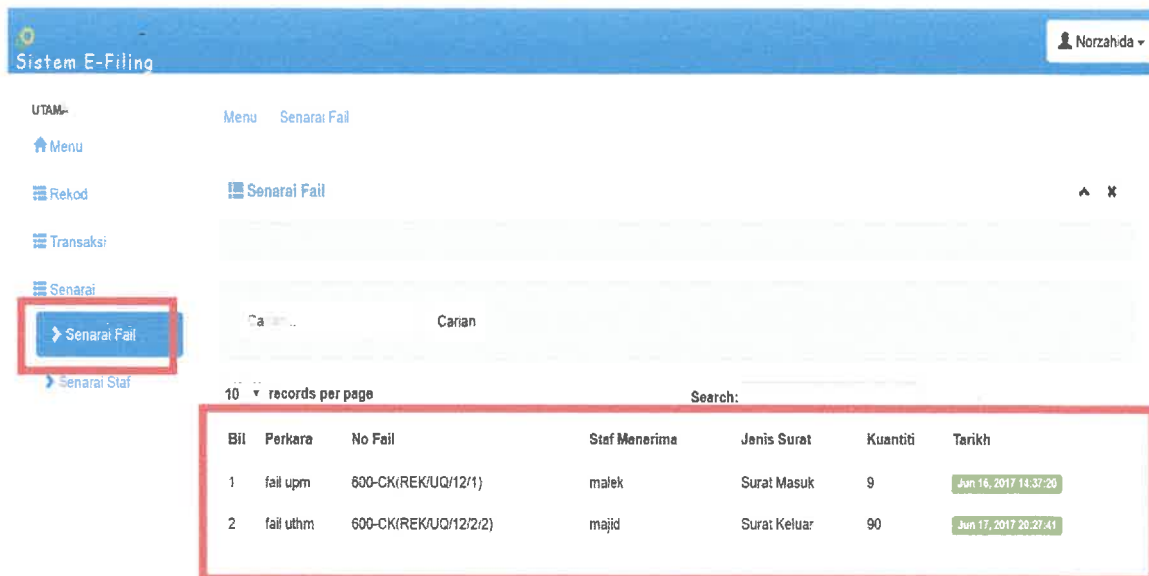 Sistem E-Filing
Norzahida
UTAMA
Menu Senarai Fail
Menu
Senarai Fail
Rekod
Transaksi
Senarai
Carian
Senarai Fail
Senarai Staf
10 records per page Search:
Bil Perkara No Fail Staf Menerima Jenis Surat Kuantiti Tarikh
1 fail upm 600-CK(REK/UQ/12/1) malek Surat Masuk 9 Jun 16, 2017 14:37:20
2 fail uthm 600-CK(REK/UQ/12/2/2) majid Surat Keluar 90 Jun 17, 2017 20:27:41